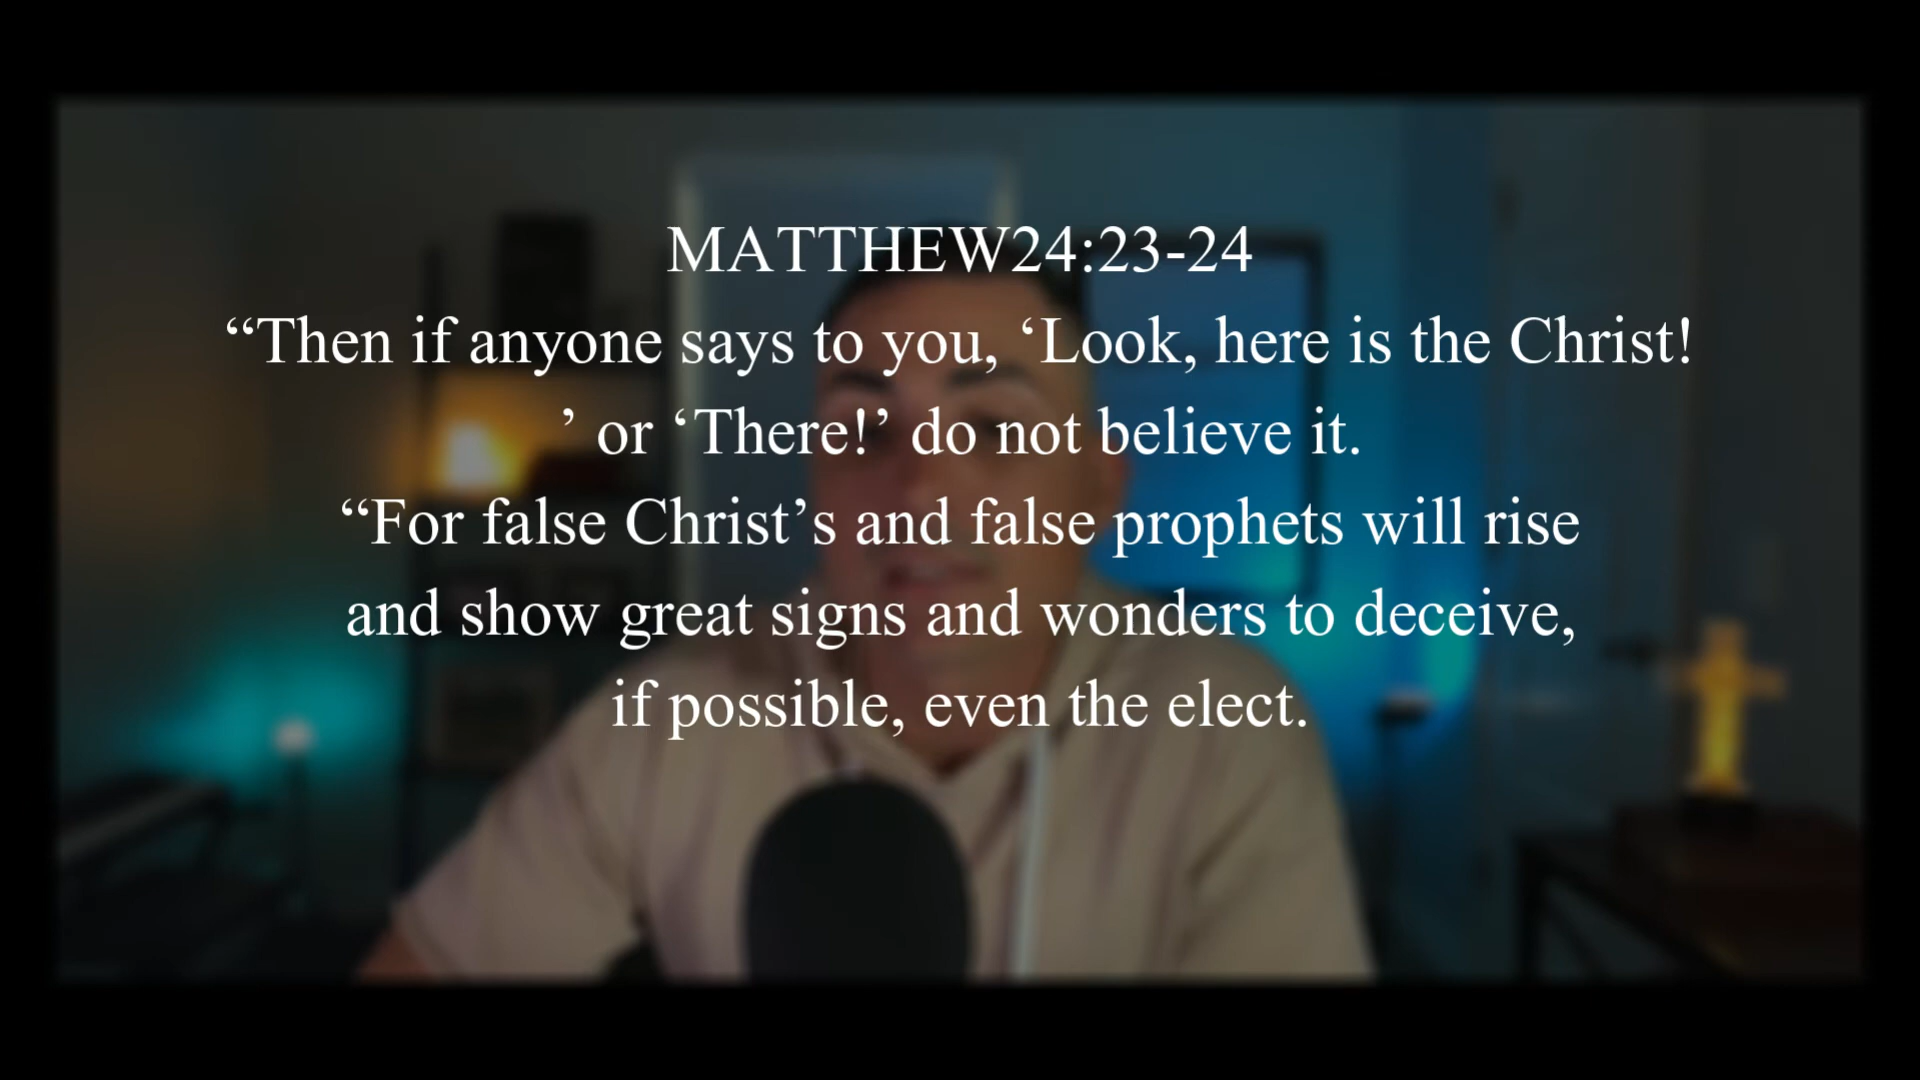 MATTHEW24:23-24
“Then if anyone says to you, ‘Look, here is the Christ!
’ or ‘There!’ do not believe it.
“For false Christ’s and false prophets will rise
and show great signs and wonders to deceive,
if possible, even the elect.